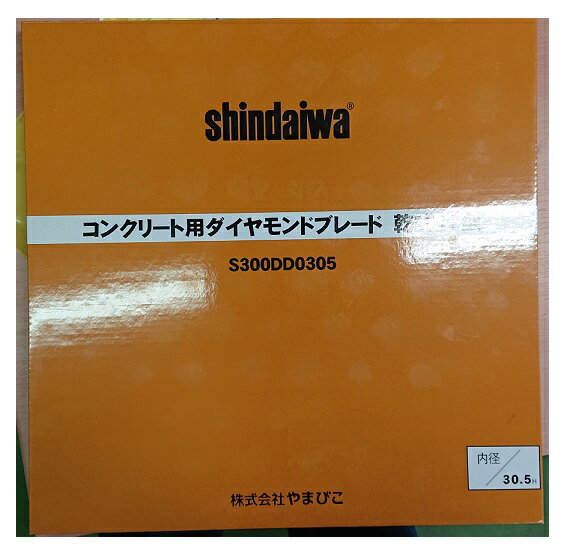 shindaiwa®
コンクリート用ダイヤモンドブレード 乾
S300DD0305
内径
30.5H
株式会社やまびこ